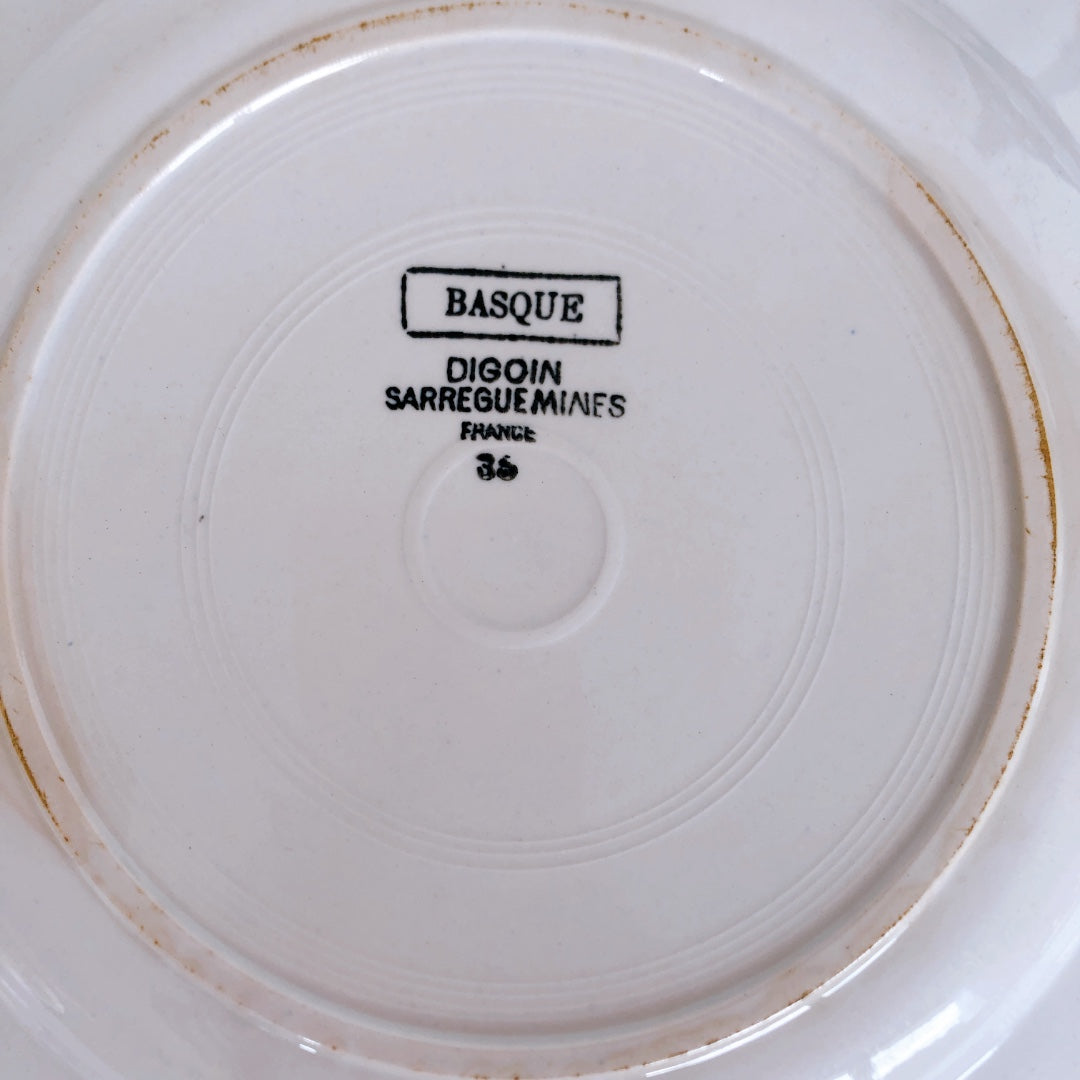 BASQUE
DIGOIN
SARREGUEMINES
FRANCE
36